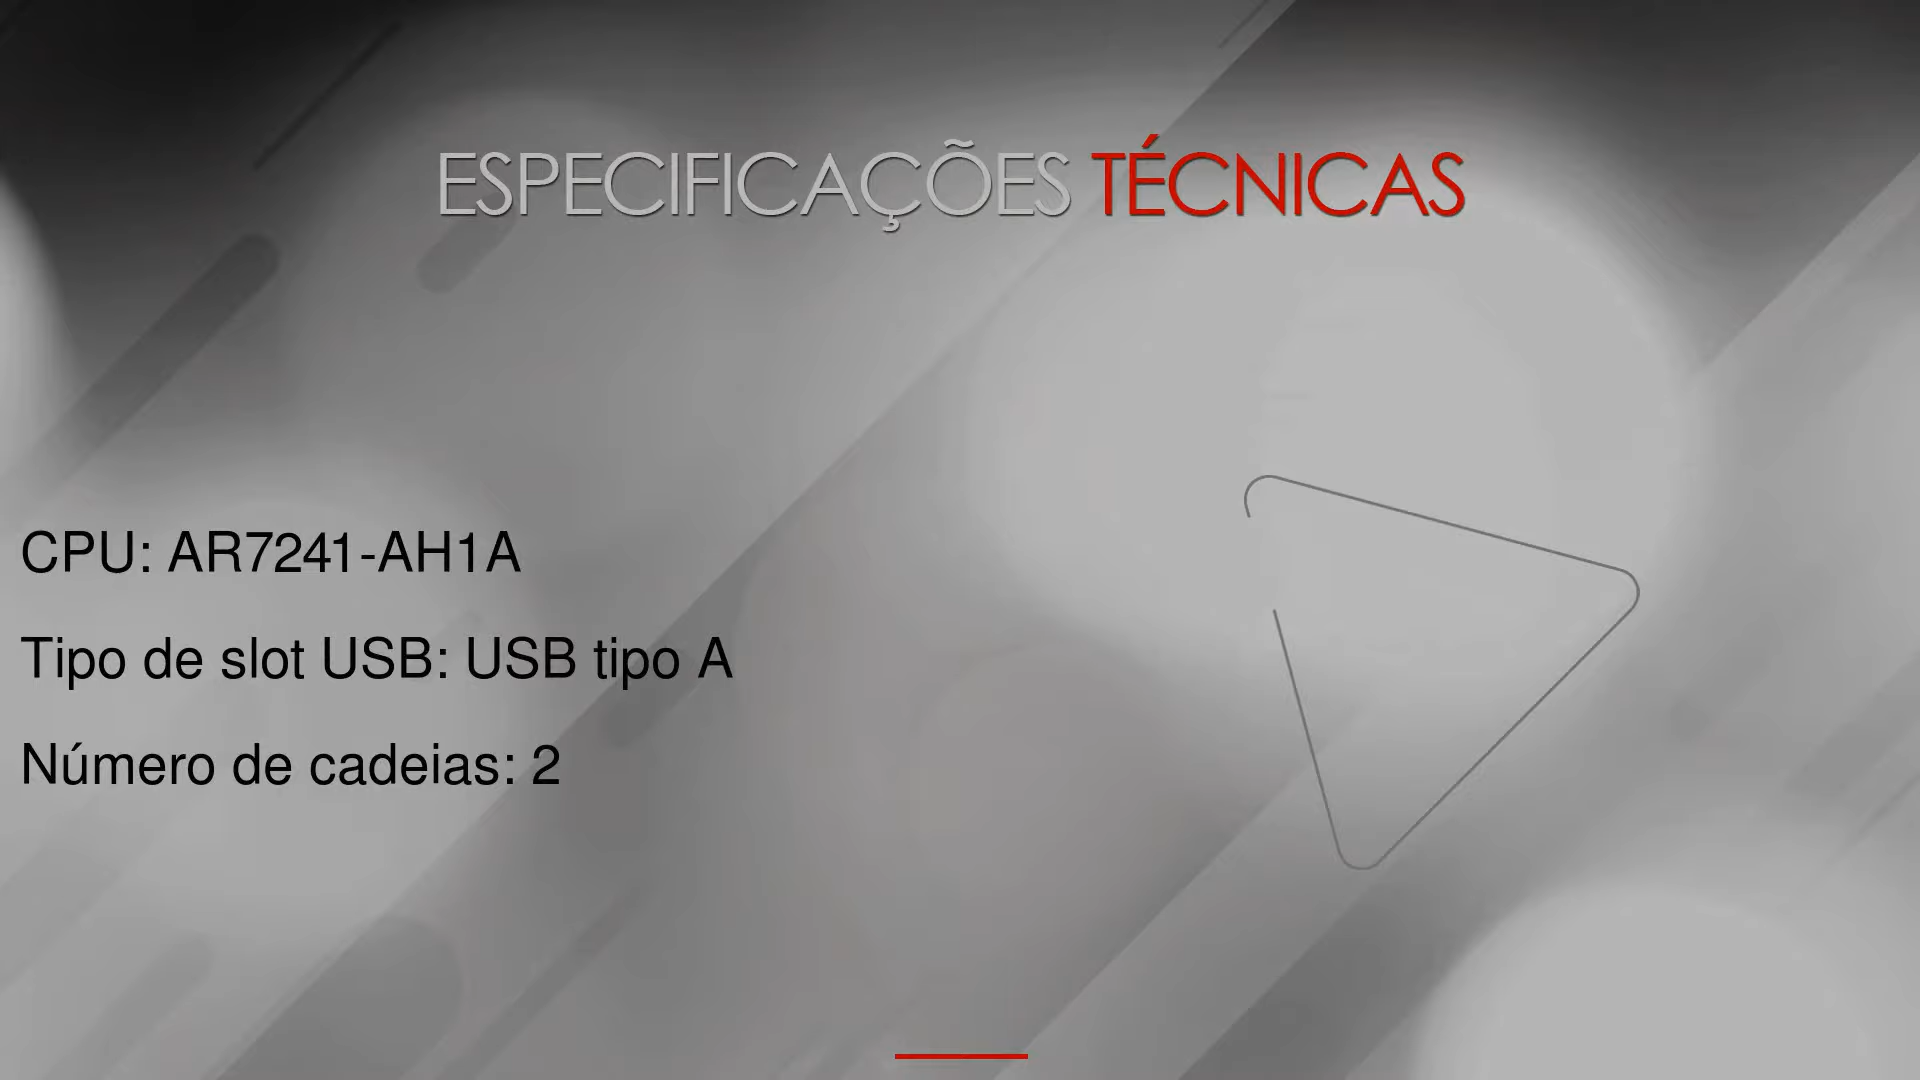 ESPECIFICAÇÕES TÉCNICAS
CPU: AR7241-AH1A
Tipo de slot USB: USB tipo A
Número de cadeias: 2